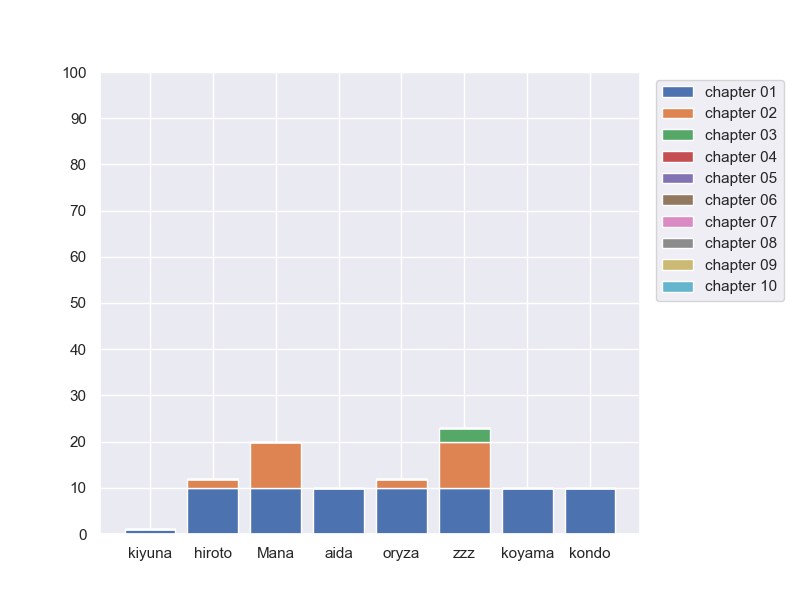 100
90
80
70
60
50
40
30
20
10
0
kiyuna hiroto Mana aida oryza zzz koyama kondo
chapter 01
chapter 02
chapter 03
chapter 04
chapter 05
chapter 06
chapter 07
chapter 08
chapter 09
chapter 10